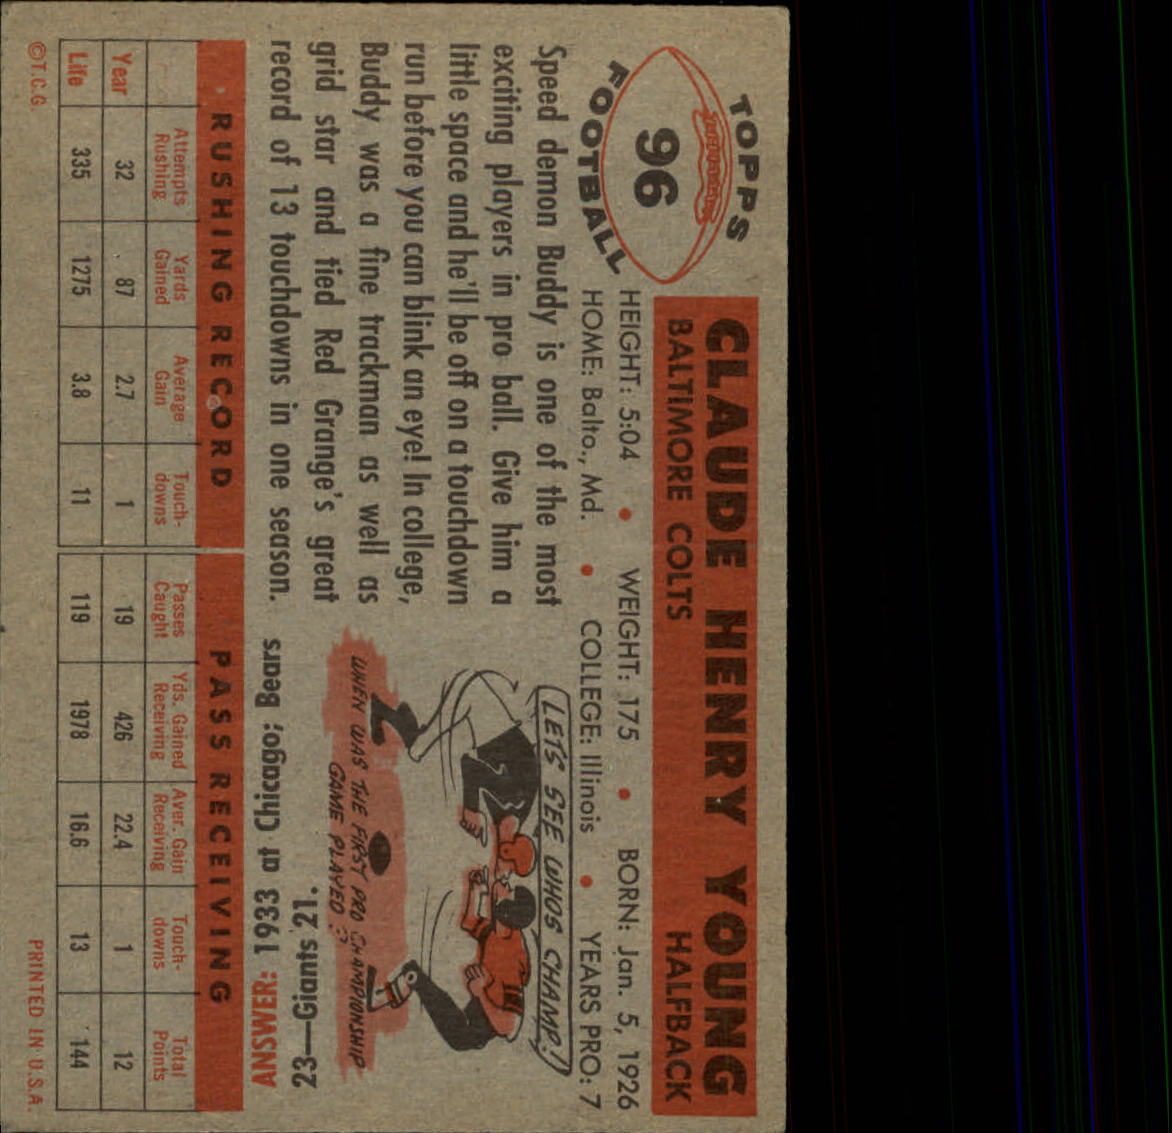 TOPPS
96
FOOTBALL
CLAUDE HENRY YOUNG
BALTIMORE COLTS HALFBACK
HEIGHT: 5:04 • WEIGHT: 175 • BORN: Jan. 5, 1926
HOME: Balto., Md. • COLLEGE: Illinois • YEARS PRO: 7
Speed demon Buddy is one of the most
exciting players in pro ball. Give him a
little space and he'll be off on a touchdown
run before you can blink an eye! In college,
Buddy was a fine trackman as well as
grid star and tied Red Grange's great
record of 13 touchdowns in one season.
LET'S SEE WHO'S CHAMP!
WHEN WAS THE FIRST PRO CHAMPIONSHIP
GAME PLAYED?
ANSWER: 1933 at Chicago: Bears
23—Giants 21.
RUSHING RECORD PASS RECEIVING
Attempts Rushing Yards Gained Average Gain Touch-downs Passes Caught Yds. Gained Receiving Aver. Gain Receiving Touch-downs Total Points
Year 32 87 2.7 1 19 426 22.4 1 12
Life 335 1275 3.8 11 119 1978 16.6 13 144
©T.C.G. PRINTED IN U.S.A.